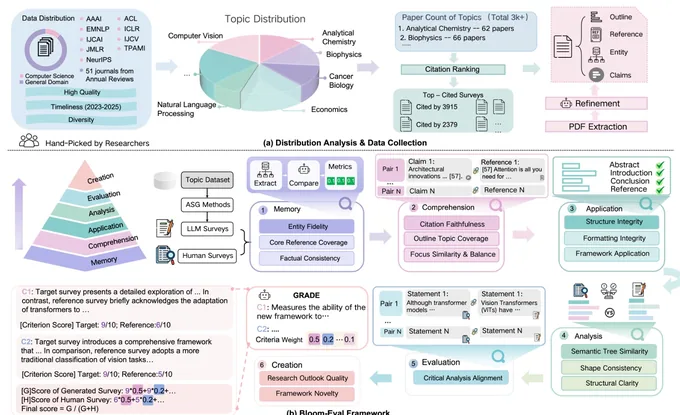 Data Distribution
AAAI
EMNLP
IJCAI
JMLR
NeurIPS
ACL
ICLR
IJCV
TPAMI
51 journals from
Annual Reviews
Computer Science
General Domain
High Quality
Timeliness (2023-2025)
Diversity
Hand-Picked by Researchers
Topic Distribution
Computer Vision
Analytical
Chemistry
Biophysics
Cancer
Biology
Economics
Natural Language
Processing
...
Paper Count of Topics (Total 3k+)
1. Analytical Chemistry -- 62 papers
2. Biophysics -- 66 papers
.....
Citation Ranking
Top – Cited Surveys
Cited by 3915
Cited by 2379
Outline
Reference
Entity
Claims
Refinement
PDF Extraction
(a) Distribution Analysis & Data Collection
Creation
Evaluation
Analysis
Application
Comprehension
Memory
Topic Dataset
ASG Methods
LLM Surveys
Human Surveys
Extract
Compare
Metrics
0.1 0.1 0.1
1 Memory
Entity Fidelity
Core Reference Coverage
Factual Consistency
Pair 1
Claim 1:
Architectural
innovations ... [57]..
Reference 1:
[57] Attention is all you
need for ...
...
Pair N
Claim N
Reference N
2 Comprehension
Citation Faithfulness
Outline Topic Coverage
Focus Similarity & Balance
Abstract
Introduction
Conclusion
Reference
3 Application
Structure Integrity
Formatting Integrity
Framework Application
C1: Target survey presents a detailed exploration of ... In
contrast, reference survey briefly acknowledges the adaptation
of transformers to ...
[Criterion Score] Target: 9/10; Reference:6/10
C2: Target survey introduces a comprehensive framework
that ... In comparison, reference survey adopts a more
traditional classification of vision tasks...
[Criterion Score] Target: 9/10; Reference:5/10
[G]Score of Generated Survey: 9*0.5+9*0.2+...
[H]Score of Human Survey: 6*0.5+5*0.2+...
Final score = G / (G+H)
GRADE
C1: Measures the ability of the
new framework to···
C2: ....
Criteria Weight 0.5 0.2 ··· 0.1
6 Creation
Research Outlook Quality
Framework Novelty
Pair 1
Statement 1:
Although transformer
models ···
Statement 1:
Vision Transformers
(ViTs) have ···
...
Pair N
Statement N
Statement N
5 Evaluation
Critical Analysis Alignment
VS
4 Analysis
Semantic Tree Similarity
Shape Consistency
Structural Clarity
(b) Bloom-Eval Framework